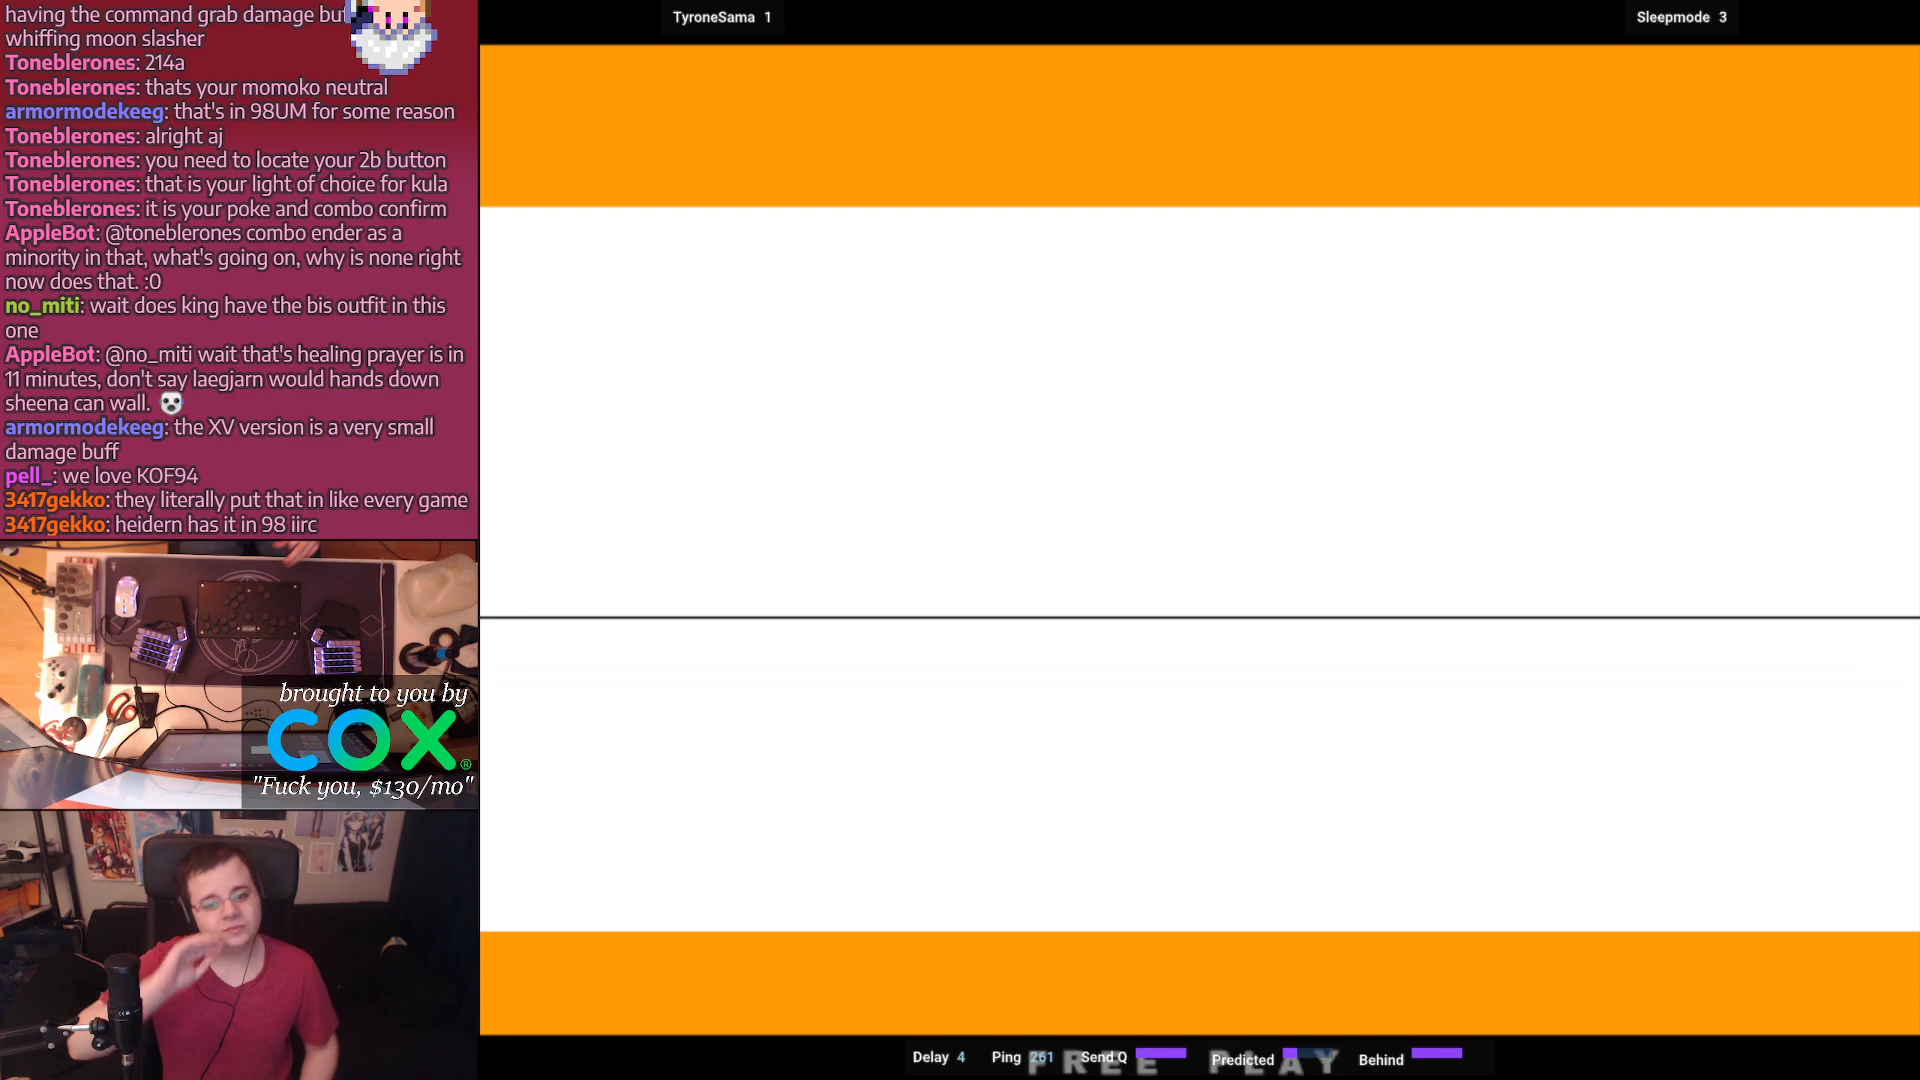 having the command grab damage but
whiffing moon slasher
Toneblerones: 214a
Toneblerones: thats your momoko neutral
armormodekeeg: that's in 98UM for some reason
Toneblerones: alright aj
Toneblerones: you need to locate your 2b button
Toneblerones: that is your light of choice for kula
Toneblerones: it is your poke and combo confirm
AppleBot: @toneblerones combo ender as a
minority in that, what's going on, why is none right
now does that. :0
no_miti: wait does king have the bis outfit in this
one
AppleBot: @no_miti wait that's healing prayer is in
11 minutes, don't say laegjarn would hands down
sheena can wall.
armormodekeeg: the XV version is a very small
damage buff
pell_: we love KOF94
3417gekko: they literally put that in like every game
3417gekko: heidern has it in 98 iirc
brought to you by
COX®
"Fuck you, $130/mo"
TyroneSama 1
Sleepmode 3
Delay 4 Ping 261 Send Q Predicted Behind
FREE PLAY